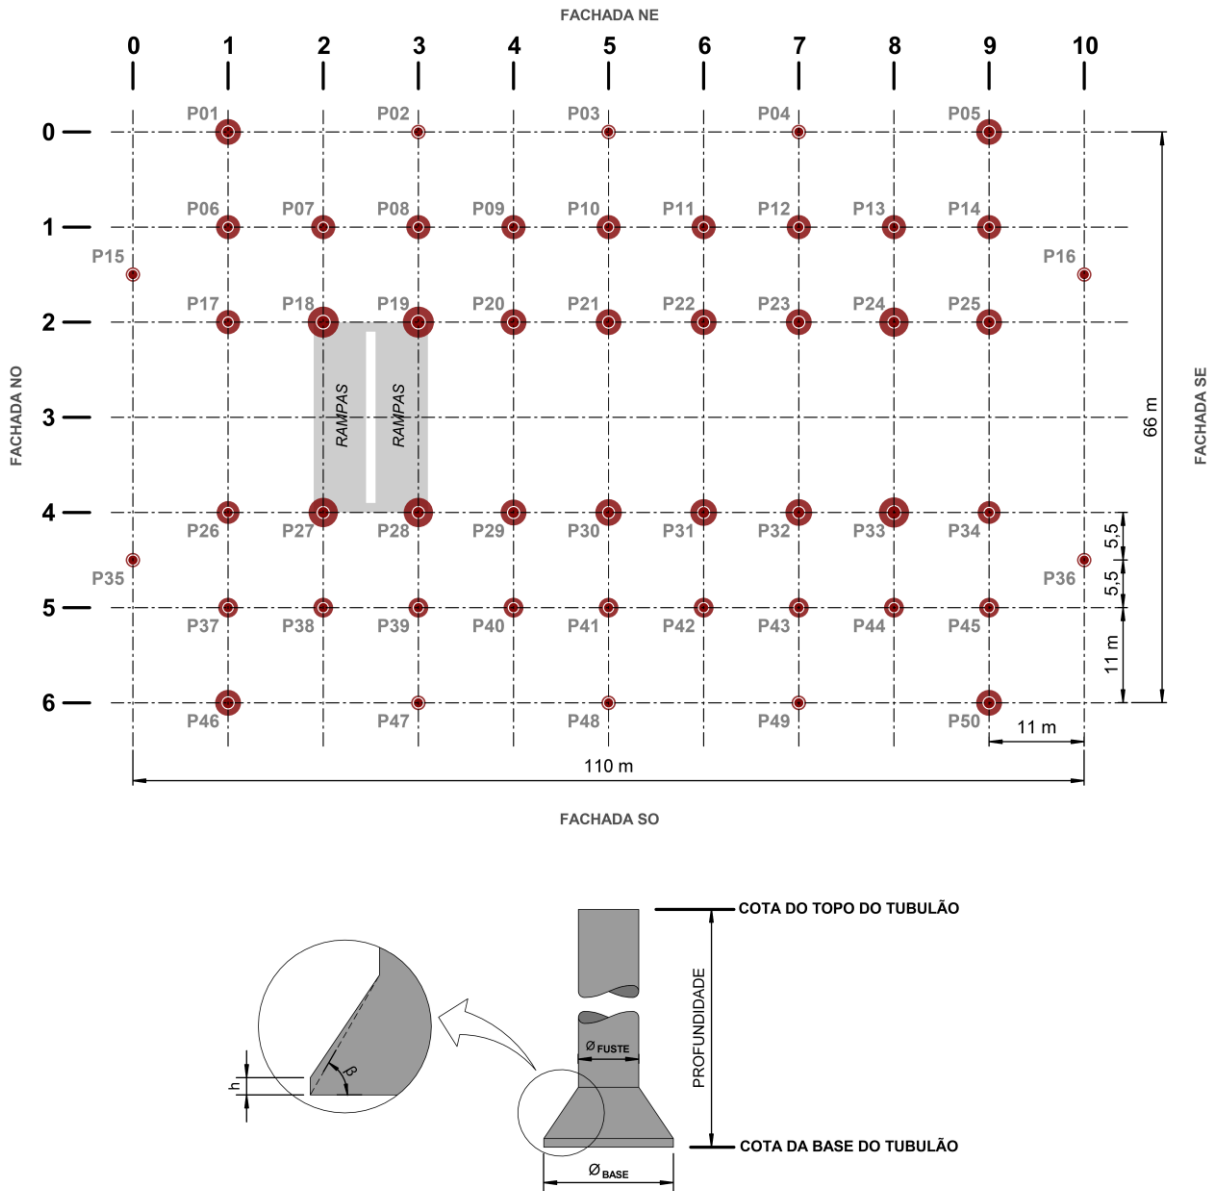 FACHADA NE
0 1 2 3 4 5 6 7 8 9 10
P01 P02 P03 P04 P05
0
P06 P07 P08 P09 P10 P11 P12 P13 P14
1
P15 P16
P17 P18 P19 P20 P21 P22 P23 P24 P25
2
FACHADA NO
RAMPAS
RAMPAS
3
66 m
FACHADA SE
4
P26 P27 P28 P29 P30 P31 P32 P33 P34
5,5
P35 P36
5,5
5
P37 P38 P39 P40 P41 P42 P43 P44 P45
11 m
6
P46 P47 P48 P49 P50
11 m
110 m
FACHADA SO
COTA DO TOPO DO TUBULÃO
PROFUNDIDADE
Ø FUSTE
β
h
COTA DA BASE DO TUBULÃO
Ø BASE